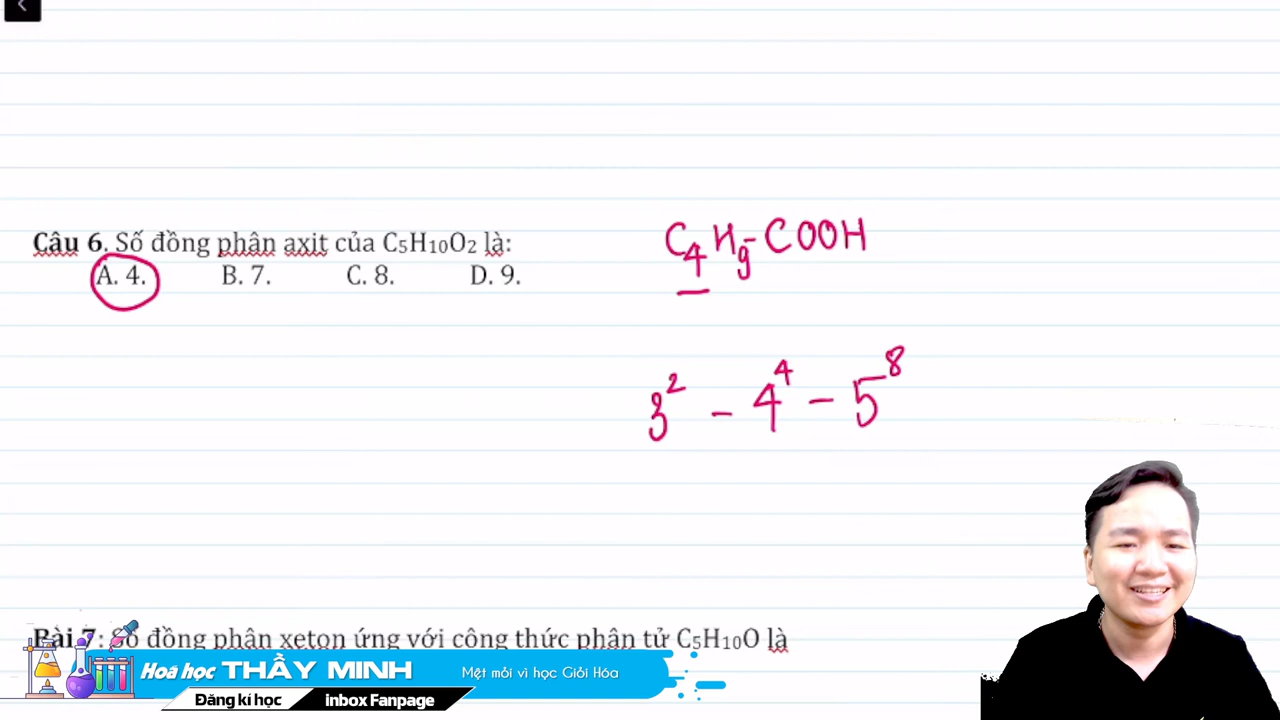 Câu 6. Số đồng phân axit của C₅H₁₀O₂ là:
A. 4. B. 7. C. 8. D. 9.
C₄H₉-COOH
3² - 4⁴ - 5⁸
Bài 7: Số đồng phân xeton ứng với công thức phân tử C₅H₁₀O là
Hoá học THẦY MINH
Mệt mỏi vì học Giỏi Hóa
Đăng kí học inbox Fanpage